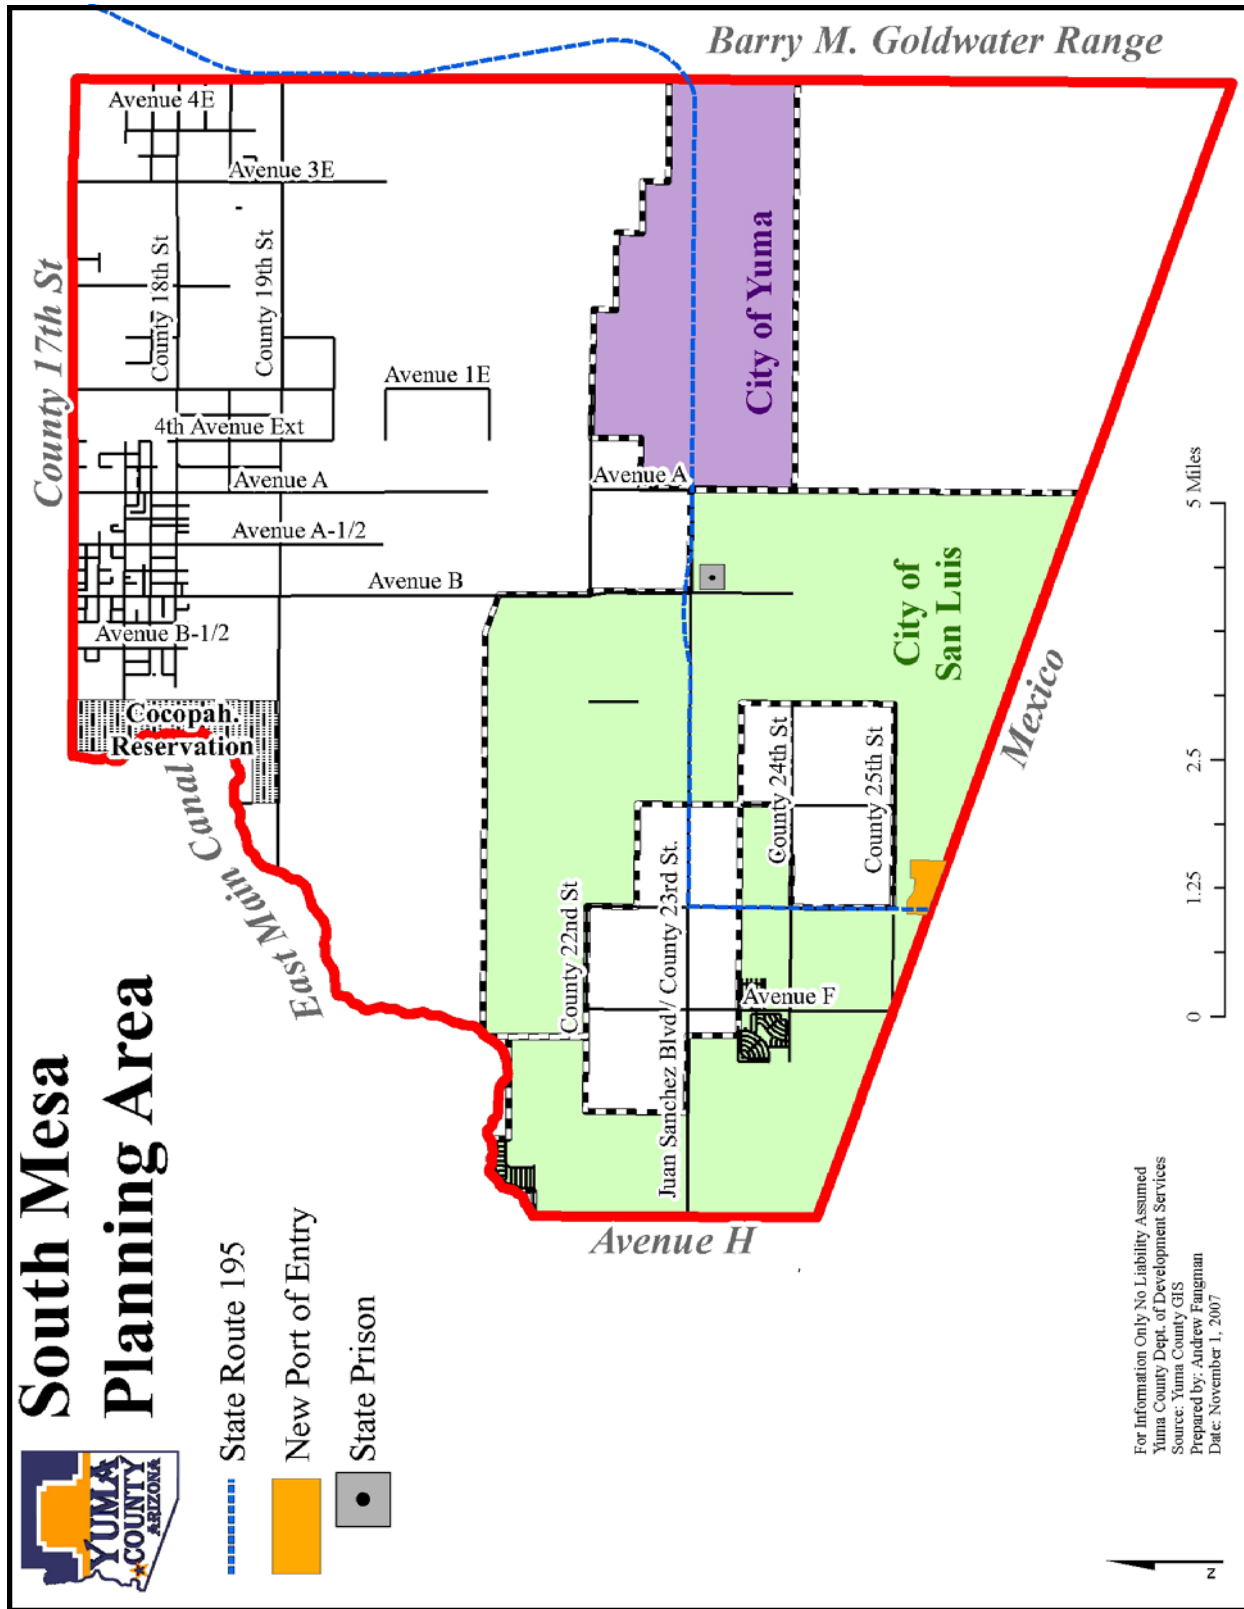 South Mesa
Planning Area
YUMA
COUNTY
ARIZONA
State Route 195
New Port of Entry
State Prison
Barry M. Goldwater Range
County 17th St
Avenue 4E
Avenue 3E
County 18th St
County 19th St
Avenue 1E
4th Avenue Ext
Avenue A
Avenue A-1/2
Avenue B
Avenue B-1/2
Cocopah.
Reservation
East Main Canal
City of Yuma
Avenue A
City of
San Luis
Mexico
County 24th St
County 25th St
County 22nd St
Juan Sanchez Blvd / County 23rd St.
Avenue F
Avenue H
0 1.25 2.5 5 Miles
For Information Only No Liability Assumed
Yuma County Dept. of Development Services
Source: Yuma County GIS
Prepared by: Andrew Fangman
Date: November 1, 2007
N